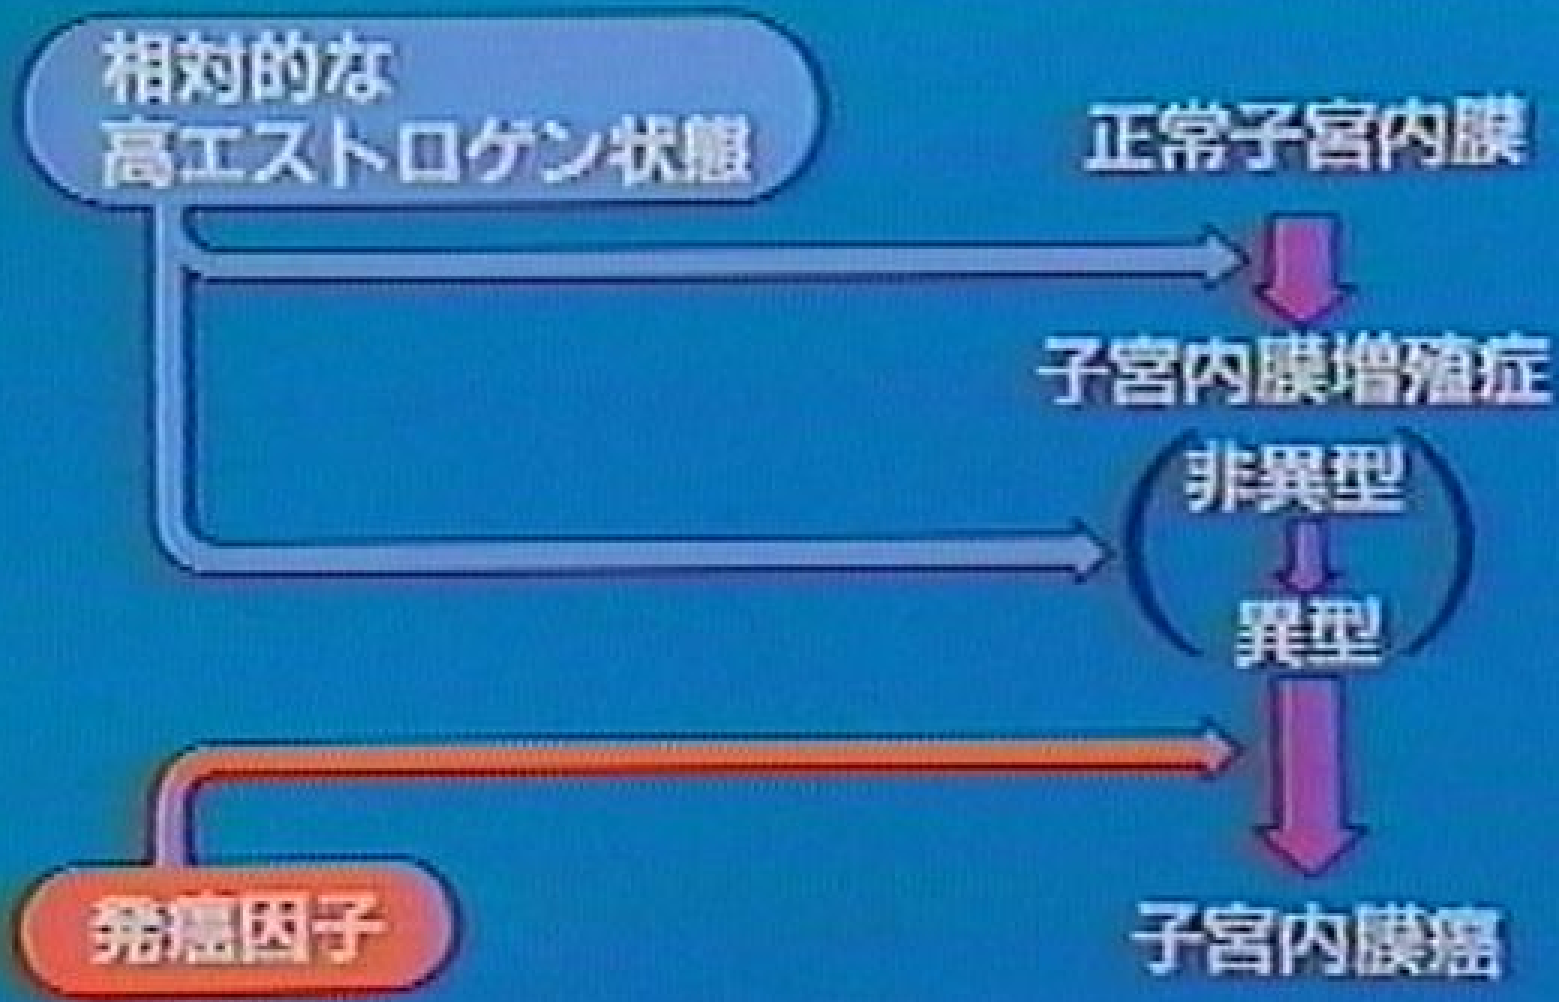 相対的な
高エストロゲン状態
正常子宮内膜
子宮内膜増殖症
非異型
異型
発癌因子
子宮内膜癌